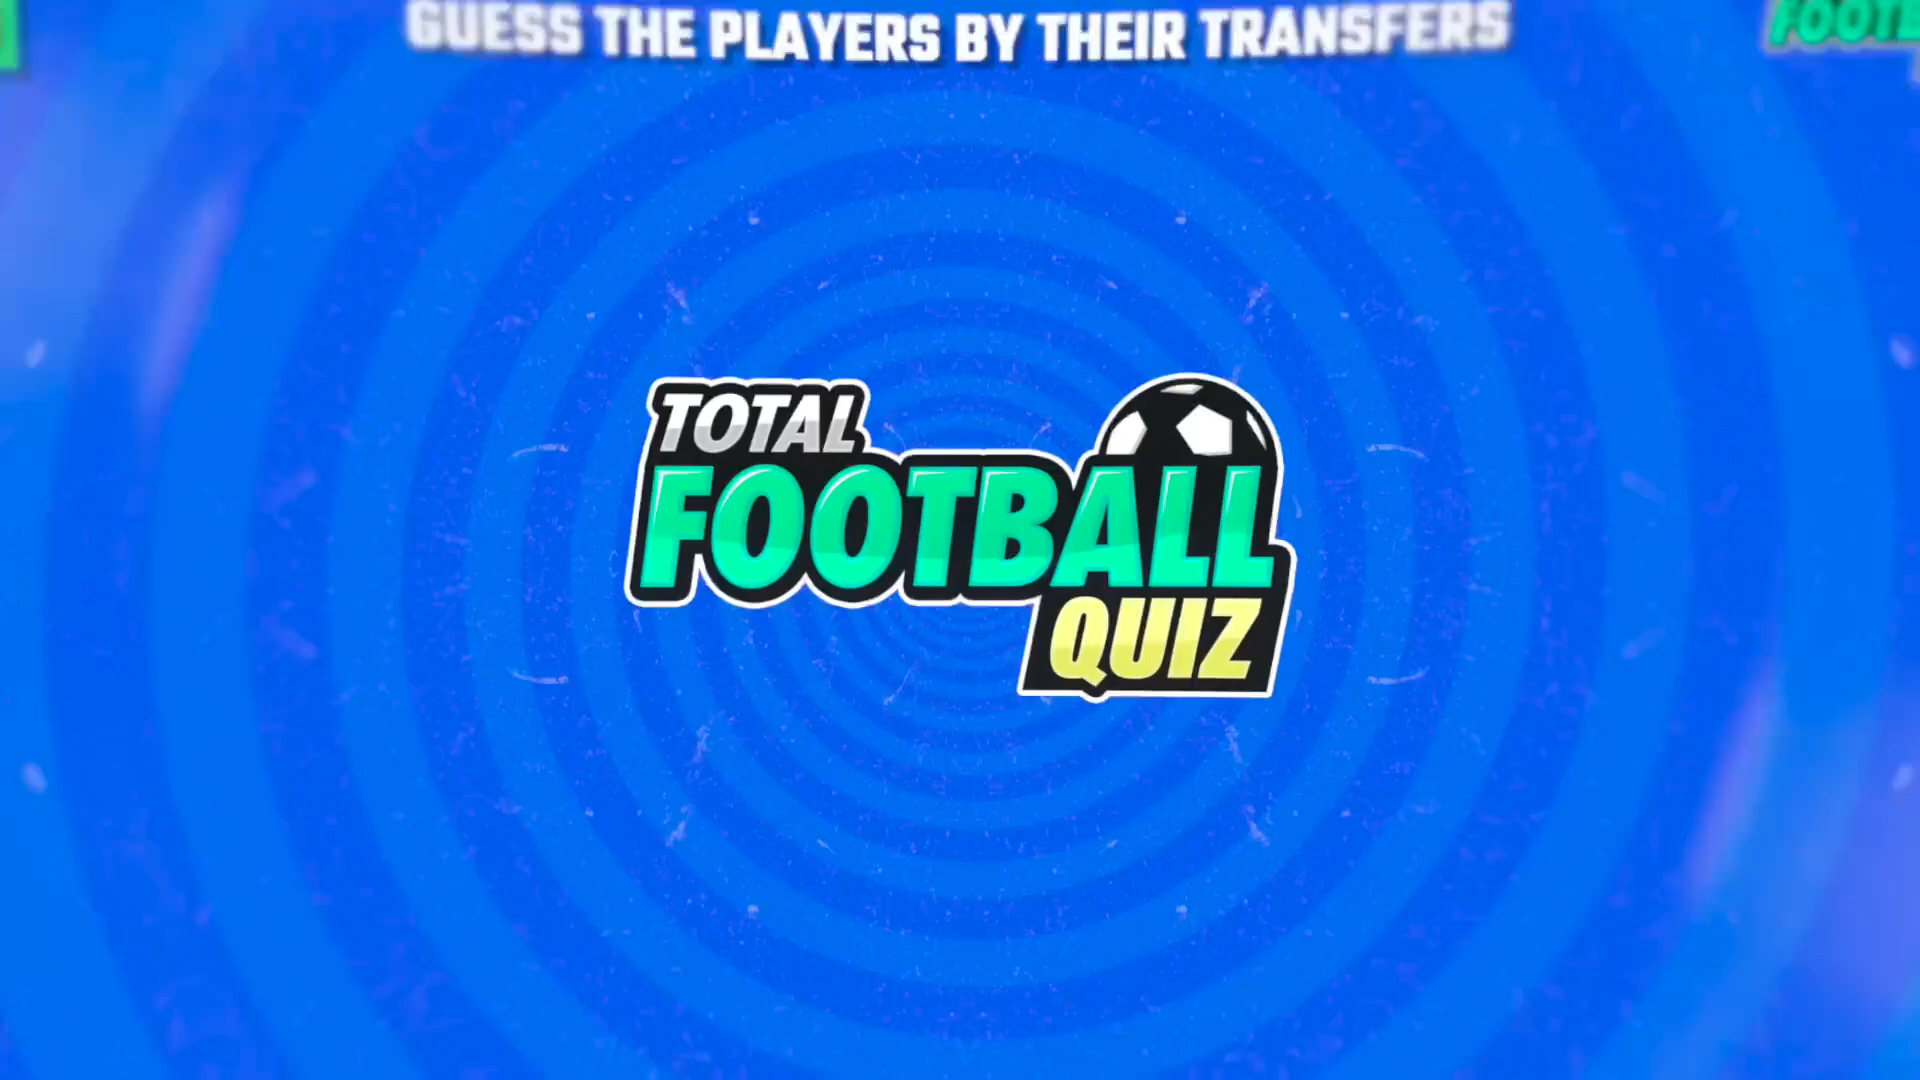 GUESS THE PLAYERS BY THEIR TRANSFERS
TOTAL
FOOTBALL
QUIZ